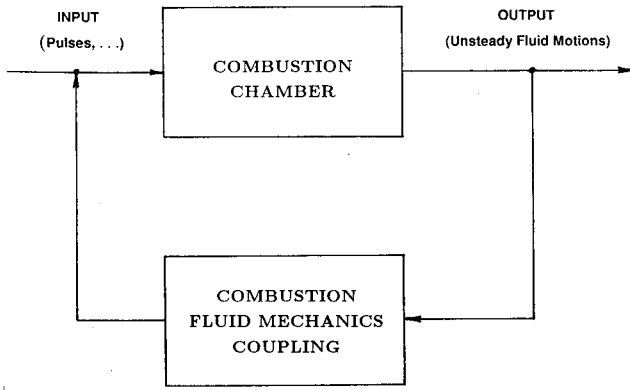 INPUT
(Pulses, . . .)
OUTPUT
(Unsteady Fluid Motions)
COMBUSTION
CHAMBER
COMBUSTION
FLUID MECHANICS
COUPLING